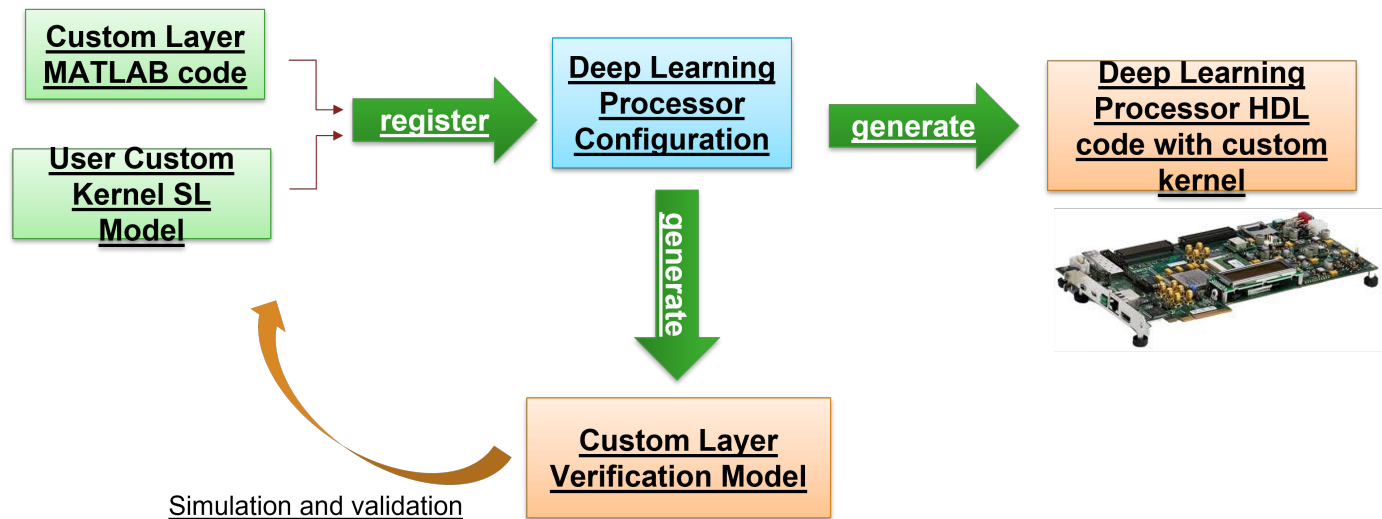 Custom Layer
MATLAB code
User Custom
Kernel SL
Model
register
Deep Learning
Processor
Configuration
generate
Deep Learning
Processor HDL
code with custom
kernel
generate
Custom Layer
Verification Model
Simulation and validation